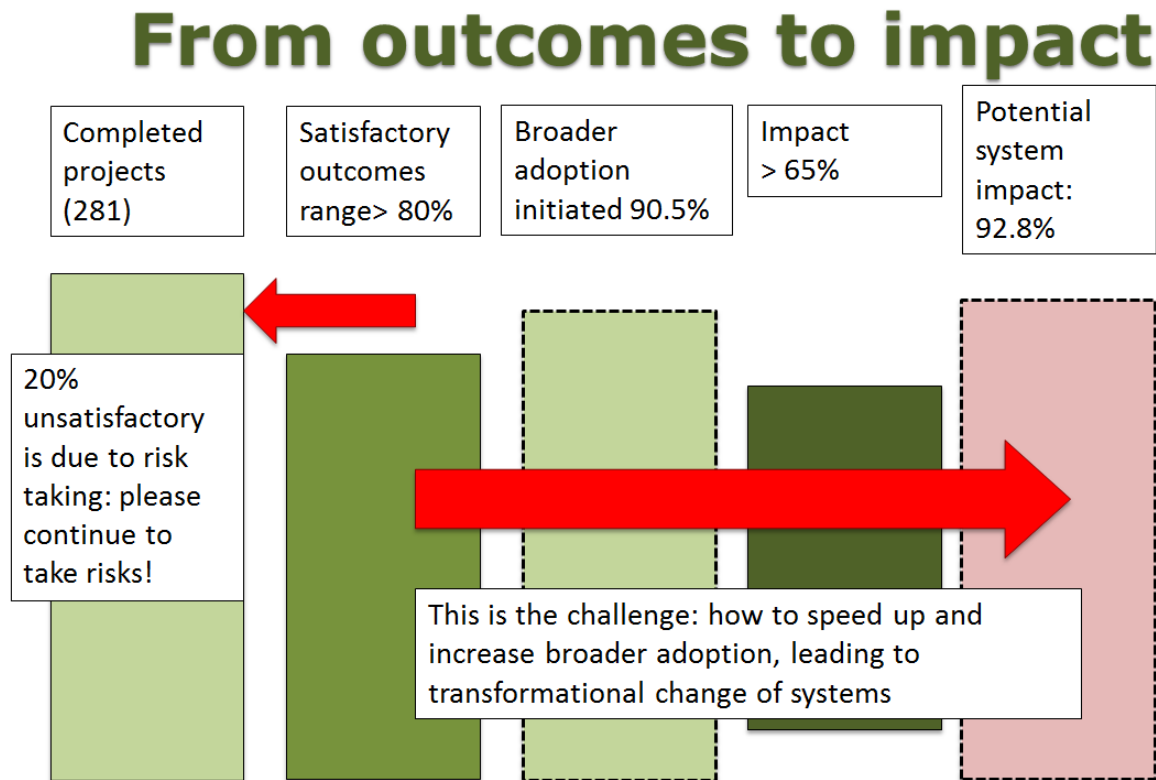 From outcomes to impact
Completed
projects
(281)
Satisfactory
outcomes
range> 80%
Broader
adoption
initiated 90.5%
Impact
> 65%
Potential
system
impact:
92.8%
20%
unsatisfactory
is due to risk
taking: please
continue to
take risks!
This is the challenge: how to speed up and
increase broader adoption, leading to
transformational change of systems